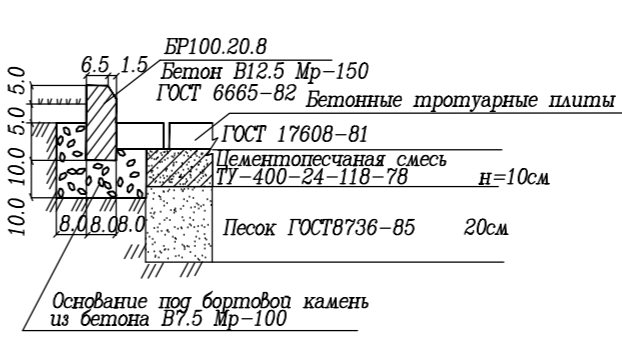 БР100.20.8
6.5 1.5
Бетон В12.5 Мр-150
ГОСТ 6665-82
Бетонные тротуарные плиты
ГОСТ 17608-81
Цементопесчаная смесь
ТУ-400-24-118-78 н=10см
5.0
5.0
10.0
10.0
8.0 8.0 8.0
Песок ГОСТ8736-85 20см
Основание под бортовой камень
из бетона В7.5 Мр-100